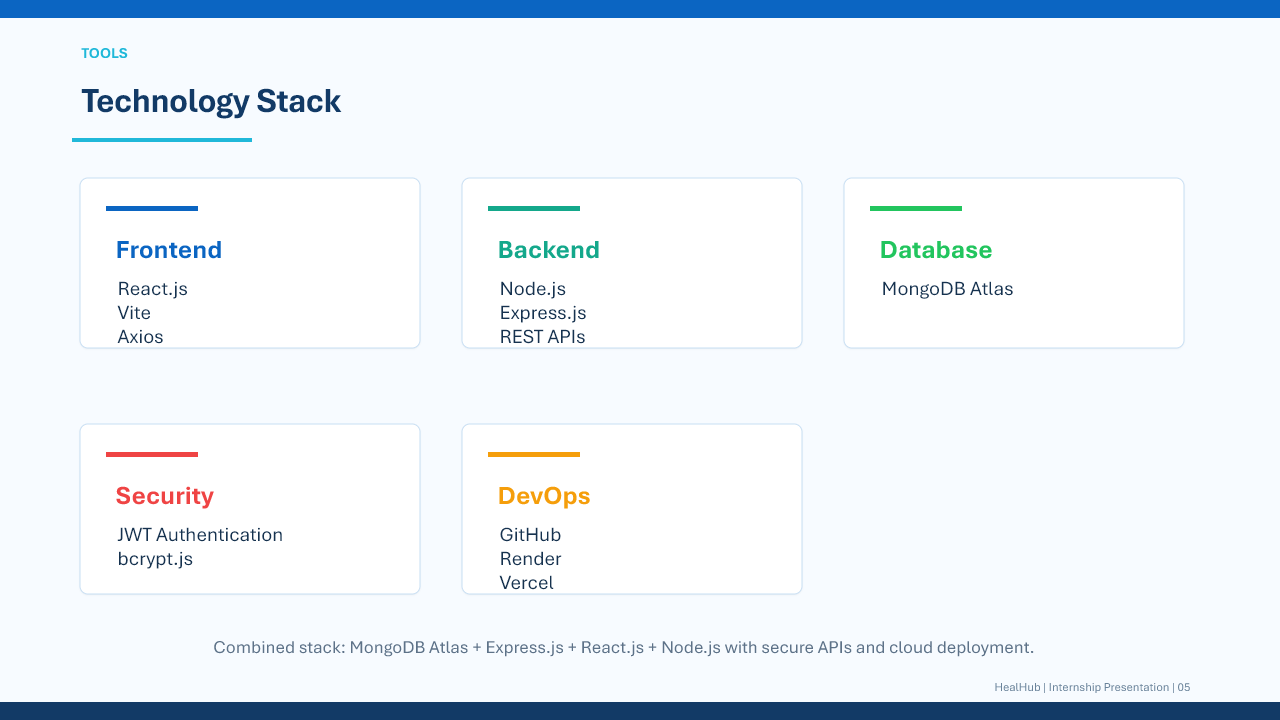 TOOLS
Technology Stack
Frontend
React.js
Vite
Axios
Backend
Node.js
Express.js
REST APIs
Database
MongoDB Atlas
Security
JWT Authentication
bcrypt.js
DevOps
GitHub
Render
Vercel
Combined stack: MongoDB Atlas + Express.js + React.js + Node.js with secure APIs and cloud deployment.
HealHub | Internship Presentation | 05